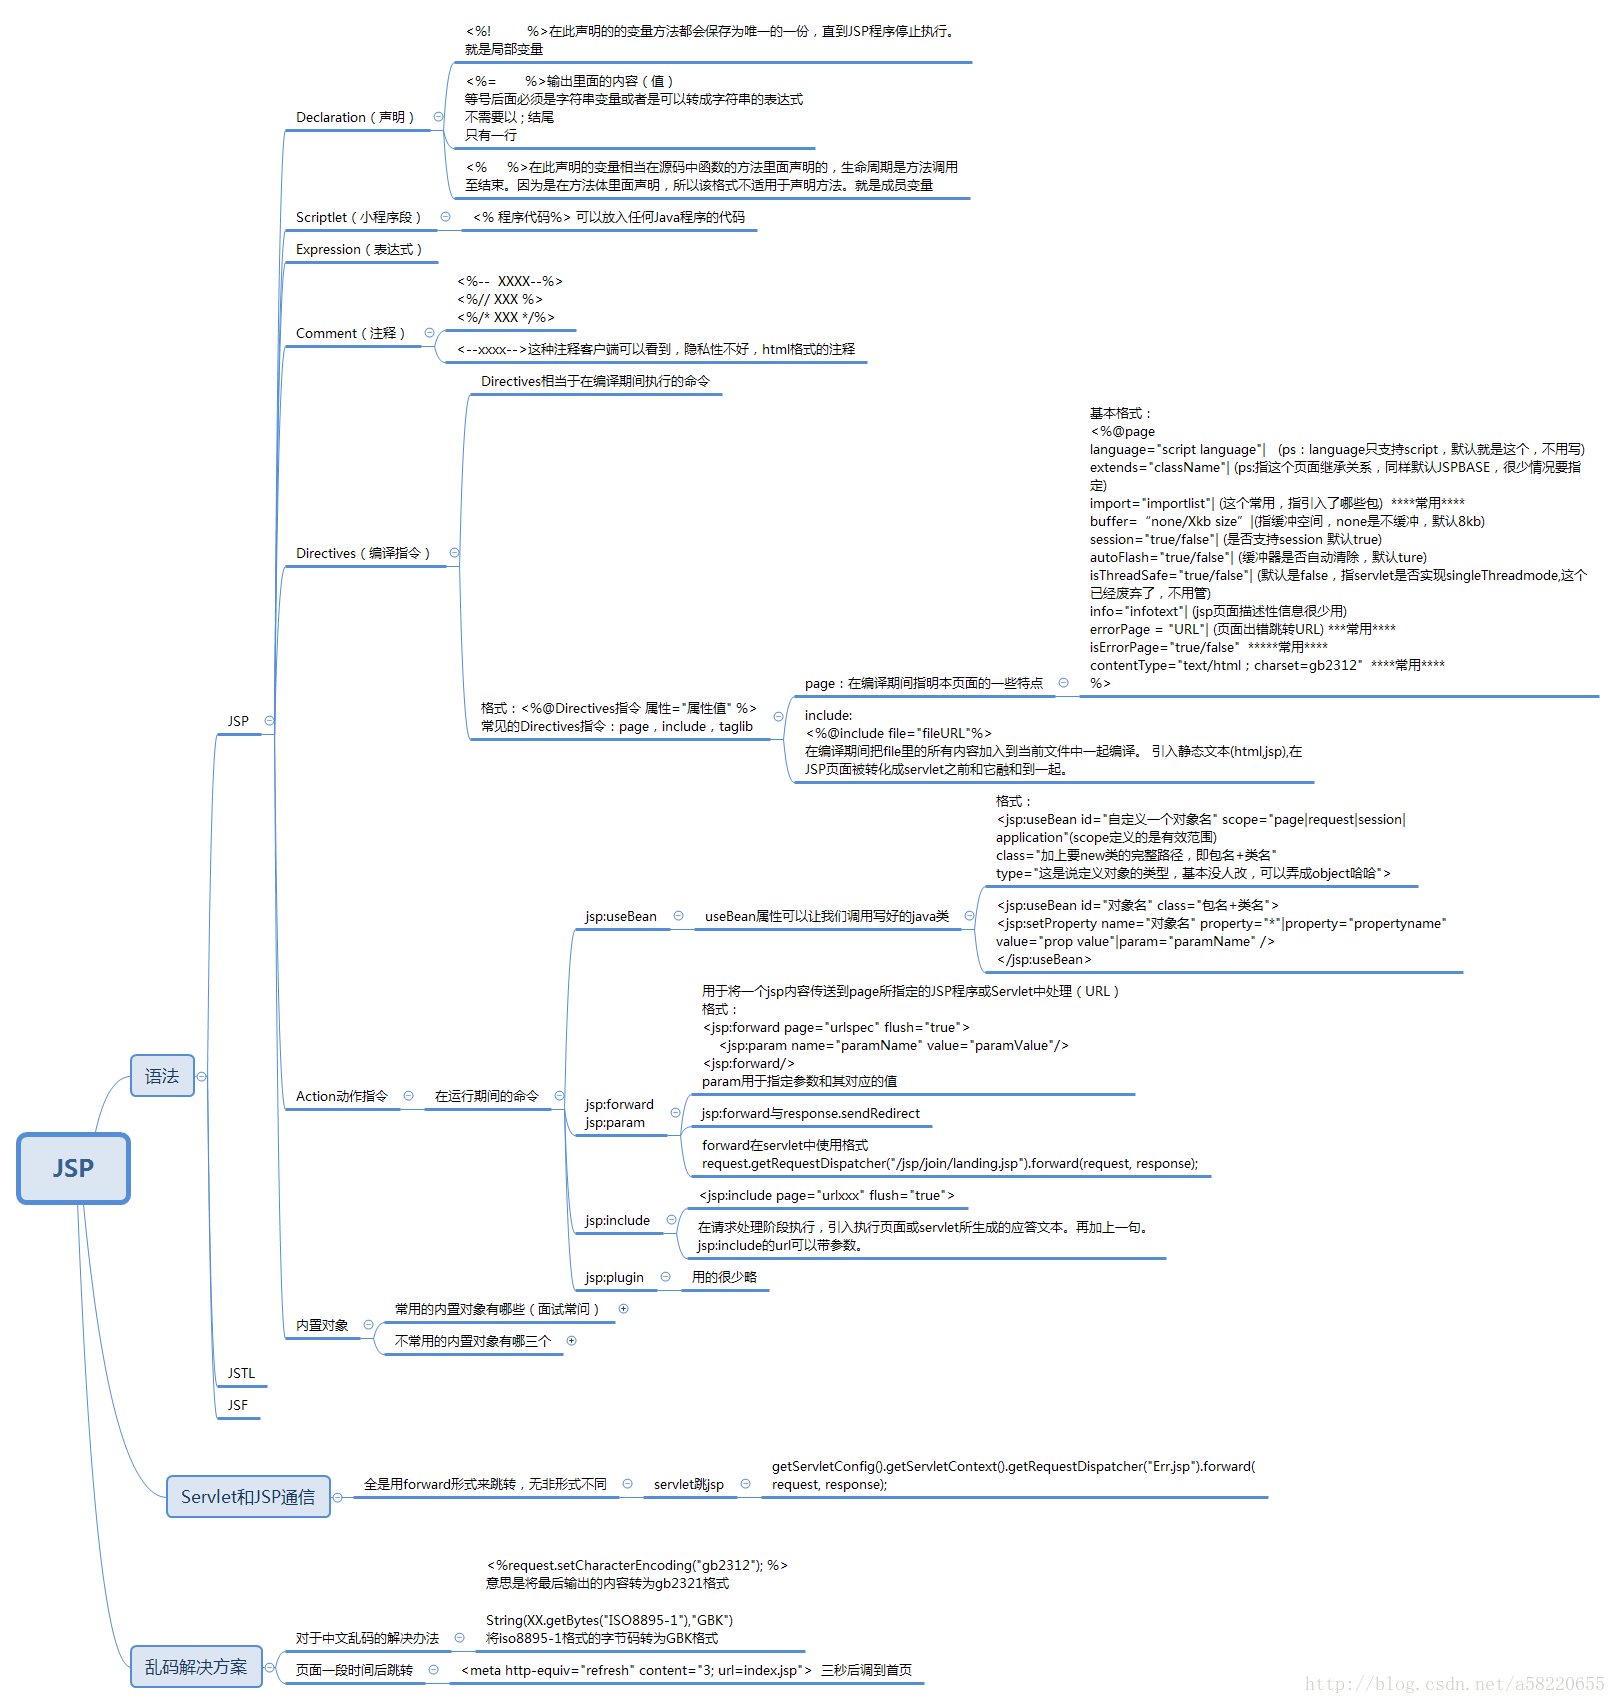 <%!         %>在此声明的的变量方法都会保存为唯一的一份，直到JSP程序停止执行。
就是局部变量
<%=       %>输出里面的内容（值）
等号后面必须是字符串变量或者是可以转成字符串的表达式
不需要以 ; 结尾
只有一行
Declaration（声明）
<%     %>在此声明的变量相当在源码中函数的方法里面声明的，生命周期是方法调用
至结束。因为是在方法体里面声明，所以该格式不适用于声明方法。就是成员变量
Scriptlet（小程序段）
<% 程序代码%> 可以放入任何Java程序的代码
Expression（表达式）
<%--  XXXX--%>
<%// XXX %>
<%/* XXX */%>
Comment（注释）
<--xxxx-->这种注释客户端可以看到，隐私性不好，html格式的注释
Directives相当于在编译期间执行的命令
Directives（编译指令）
基本格式：
<%@page
language="script language"|   (ps：language只支持script，默认就是这个，不用写)
extends="className"| (ps:指这个页面继承关系，同样默认JSPBASE，很少情况要指
定)
import="importlist"| (这个常用，指引入了哪些包)  ****常用****
buffer=“none/Xkb size”|(指缓冲空间，none是不缓冲，默认8kb)
session="true/false"| (是否支持session 默认true)
autoFlash="true/false"| (缓冲器是否自动清除，默认ture)
isThreadSafe="true/false"| (默认是false，指servlet是否实现singleThreadmode,这个
已经废弃了，不用管)
info="infotext"| (jsp页面描述性信息很少用)
errorPage = "URL"| (页面出错跳转URL) ***常用****
isErrorPage="true/false"  *****常用****
contentType="text/html；charset=gb2312"  ****常用****
%>
page：在编译期间指明本页面的一些特点
格式：<%@Directives指令 属性="属性值" %>
常见的Directives指令：page，include，taglib
include:
<%@include file="fileURL"%>
在编译期间把file里的所有内容加入到当前文件中一起编译。 引入静态文本(html,jsp),在
JSP页面被转化成servlet之前和它融和到一起。
JSP
格式：
<jsp:useBean id="自定义一个对象名" scope="page|request|session|
application"(scope定义的是有效范围)
class="加上要new类的完整路径，即包名+类名"
type="这是说定义对象的类型，基本没人改，可以弄成object哈哈">
jsp:useBean
useBean属性可以让我们调用写好的java类
<jsp:useBean id="对象名" class="包名+类名">
<jsp:setProperty name="对象名" property="*"|property="propertyname"
value="prop value"|param="paramName" />
</jsp:useBean>
用于将一个jsp内容传送到page所指定的JSP程序或Servlet中处理（URL）
格式：
<jsp:forward page="urlspec" flush="true">
    <jsp:param name="paramName" value="paramValue"/>
<jsp:forward/>
param用于指定参数和其对应的值
语法
Action动作指令
在运行期间的命令
jsp:forward
jsp:param
jsp:forward与response.sendRedirect
forward在servlet中使用格式
request.getRequestDispatcher("/jsp/join/landing.jsp").forward(request, response);
JSP
<jsp:include page="urlxxx" flush="true">
jsp:include
在请求处理阶段执行，引入执行页面或servlet所生成的应答文本。再加上一句。
jsp:include的url可以带参数。
jsp:plugin
用的很少略
内置对象
常用的内置对象有哪些（面试常问）
不常用的内置对象有哪三个
JSTL
JSF
Servlet和JSP通信
全是用forward形式来跳转，无非形式不同
servlet跳jsp
getServletConfig().getServletContext().getRequestDispatcher("Err.jsp").forward(
request, response);
<%request.setCharacterEncoding("gb2312"); %>
意思是将最后输出的内容转为gb2321格式
String(XX.getBytes("ISO8895-1"),"GBK")
将iso8895-1格式的字节码转为GBK格式
对于中文乱码的解决办法
乱码解决方案
页面一段时间后跳转
<meta http-equiv="refresh" content="3; url=index.jsp">  三秒后调到首页
http://blog.csdn.net/a58220655